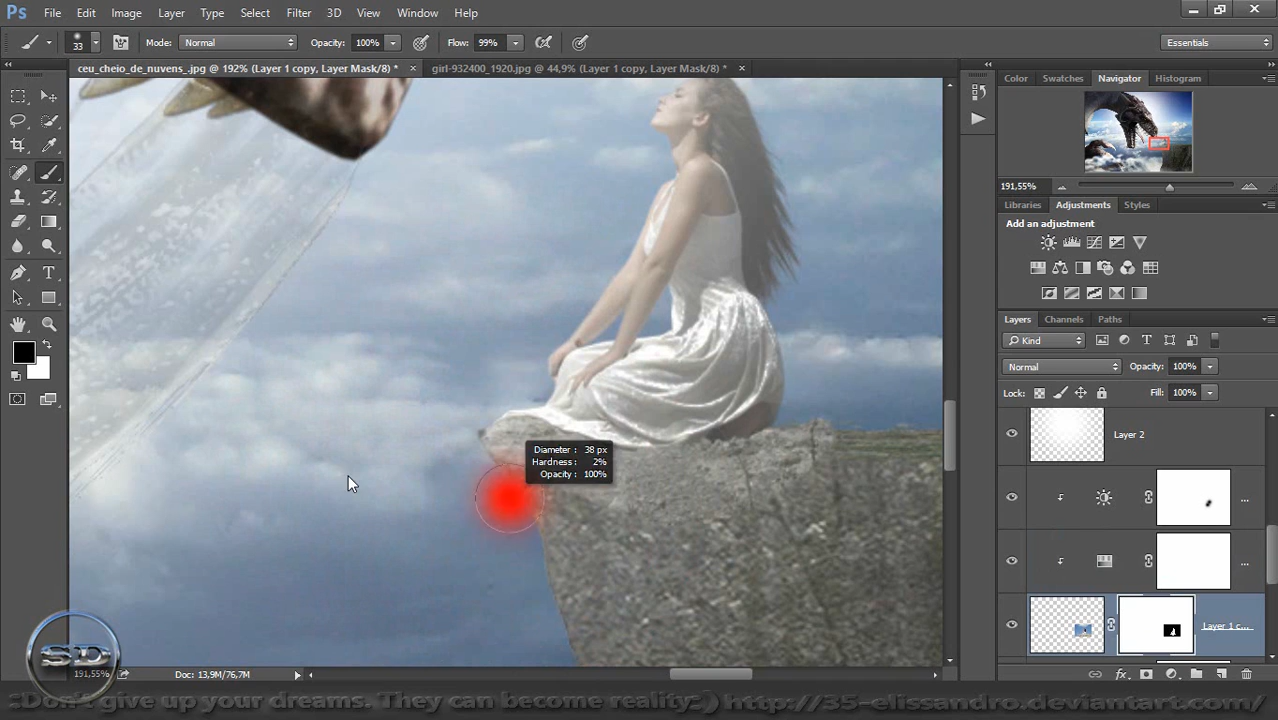 Ps File Edit Image Layer Type Select Filter 3D View Window Help
33 Mode: Normal Opacity: 100% Flow: 99% Essentials
ceu_cheio_de_nuvens_.jpg @ 192% (Layer 1 copy, Layer Mask/8) * × girl-932400_1920.jpg @ 44,9% (Layer 1 copy, Layer Mask/8) * ×
Color Swatches Navigator Histogram
191,55%
Libraries Adjustments Styles
Add an adjustment
Layers Channels Paths
Kind
Normal Opacity: 100%
Lock: Fill: 100%
Layer 2
...
...
Layer 1 c...
Diameter : 38 px
Hardness : 2%
Opacity : 100%
T
SD
191,55% Doc: 13,9M/76,7M
:Don't give up your dreams. They can become reality:) http://35-elissandro.deviantart.com/